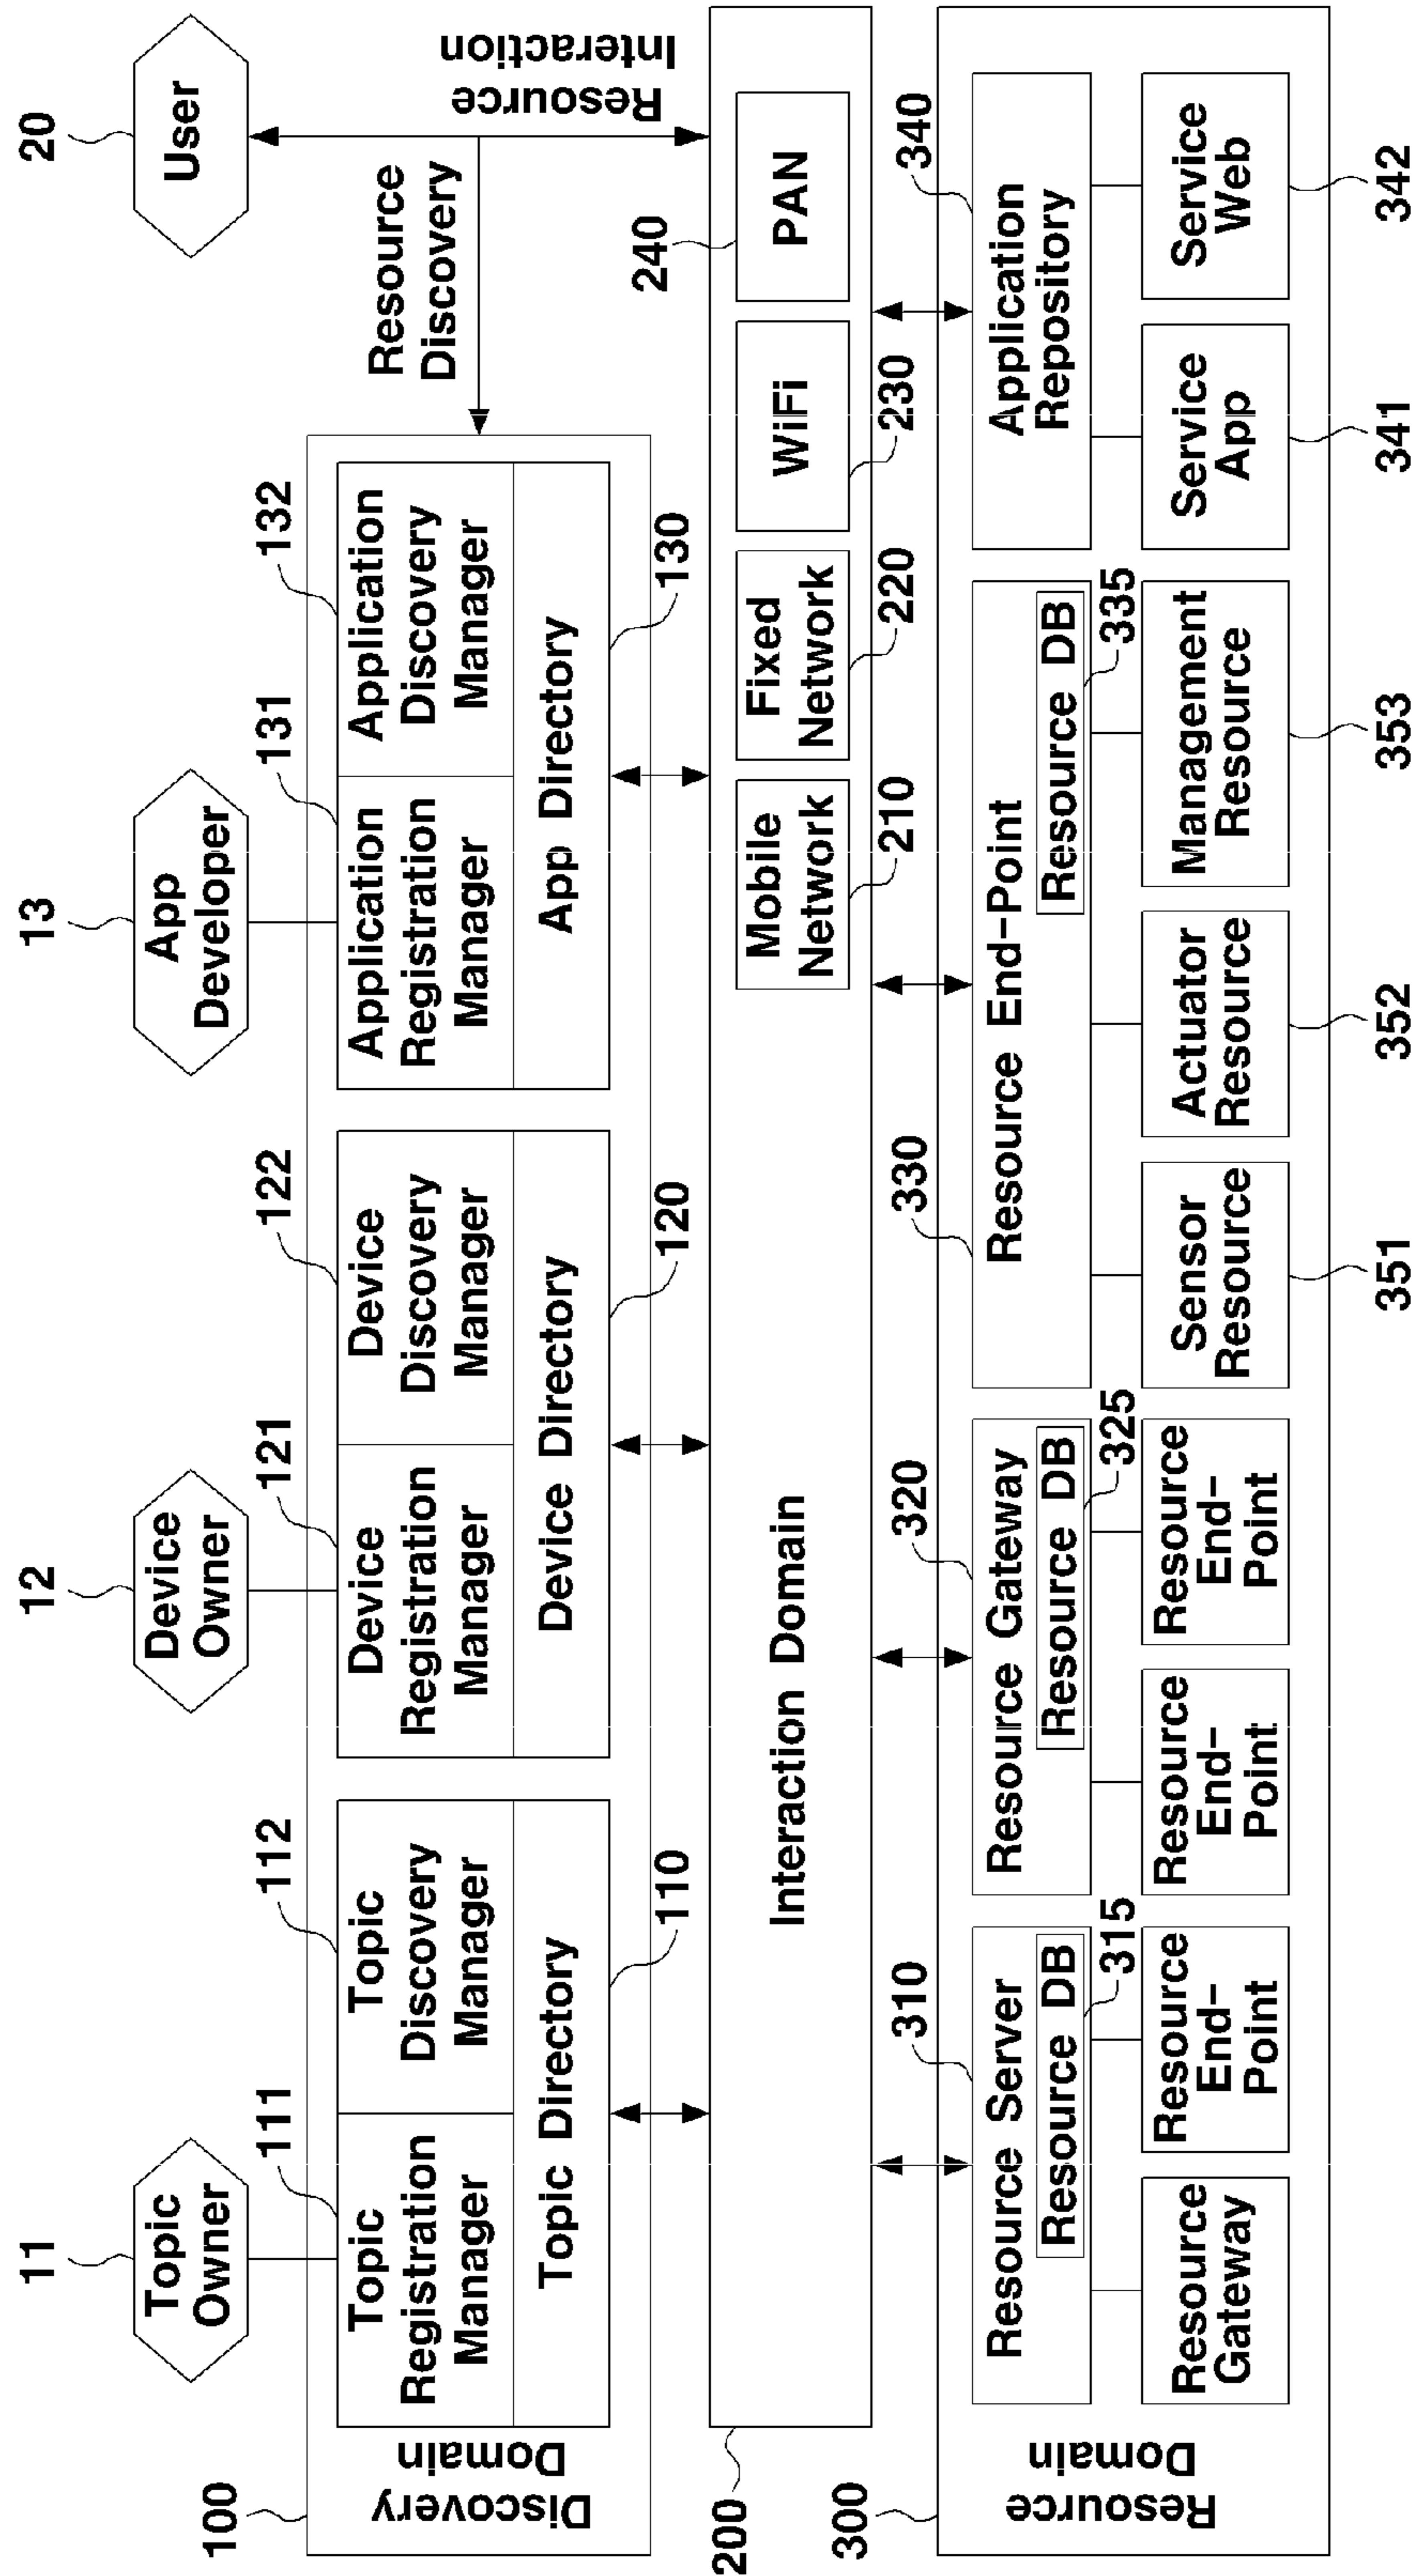 11
12
13
20
Topic
Owner
Device
Owner
App
Developer
User
100
Discovery
Domain
111
Topic
Registration
Manager
112
Topic
Discovery
Manager
Topic Directory
110
121
Device
Registration
Manager
122
Device
Discovery
Manager
Device Directory
120
131
Application
Registration
Manager
132
Application
Discovery
Manager
App Directory
130
Resource
Discovery
Resource
Interaction
200
Interaction Domain
Mobile
Network
210
Fixed
Network
220
WiFi
230
PAN
240
300
Resource
Domain
310
Resource Server
Resource DB
315
Resource
Gateway
Resource
End-
Point
320
Resource Gateway
Resource DB
325
Resource
End-
Point
Resource
End-
Point
330
Resource End-Point
Resource DB
335
Sensor
Resource
351
Actuator
Resource
352
Management
Resource
353
340
Application
Repository
Service
App
341
Service
Web
342